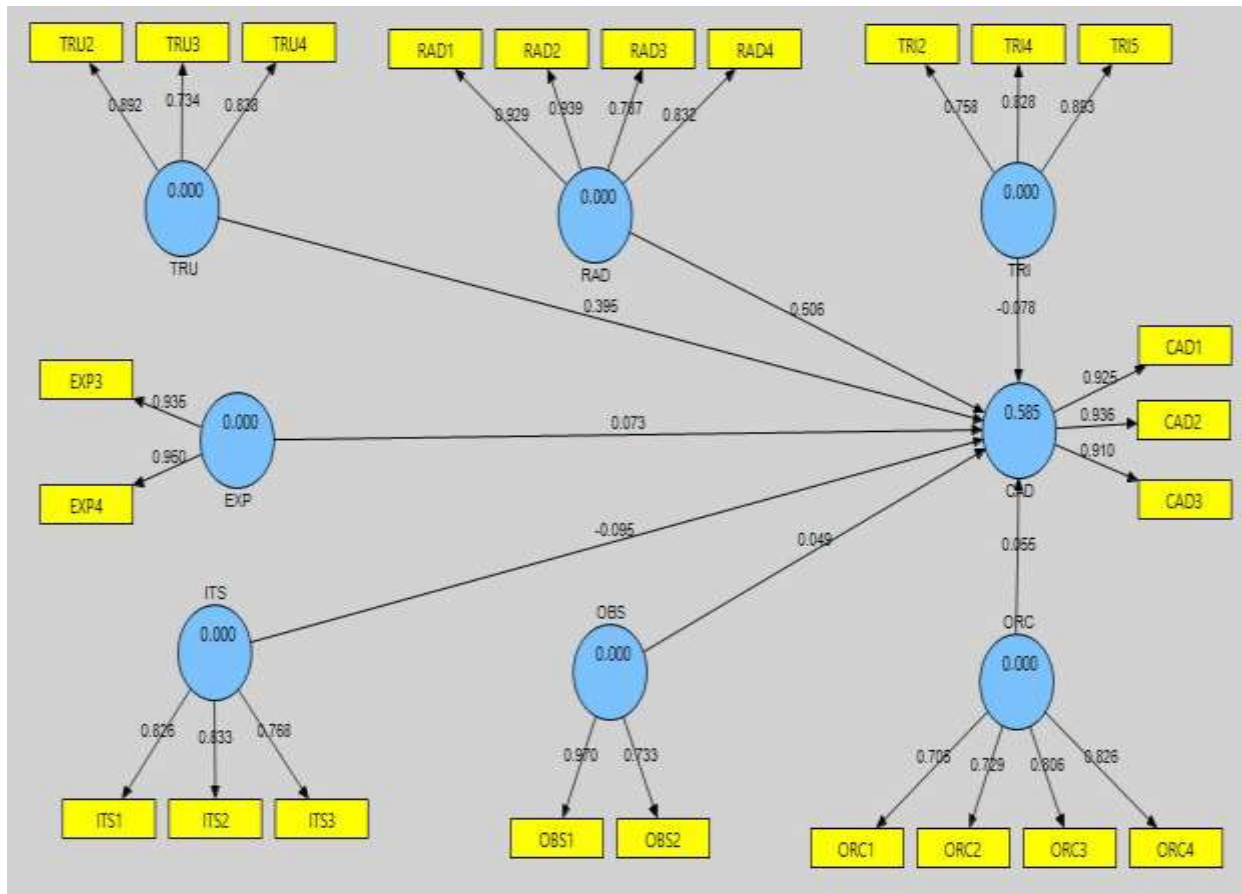 TRU2 TRU3 TRU4
RAD1 RAD2 RAD3 RAD4
TRI2 TRI4 TRI5
0.892 0.734 0.838
0.929 0.939 0.787 0.832
0.758 0.828 0.893
0.000
TRU
0.000
RAD
0.000
TRI
0.395
0.506
-0.078
EXP3
EXP4
0.935
0.960
0.000
EXP
0.073
0.585
CAD
0.925
0.936
0.910
CAD1
CAD2
CAD3
-0.095
0.049
0.055
ITS
0.000
OBS
0.000
ORC
0.000
0.826 0.833 0.768
0.970 0.733
0.705 0.729 0.806 0.826
ITS1 ITS2 ITS3
OBS1 OBS2
ORC1 ORC2 ORC3 ORC4